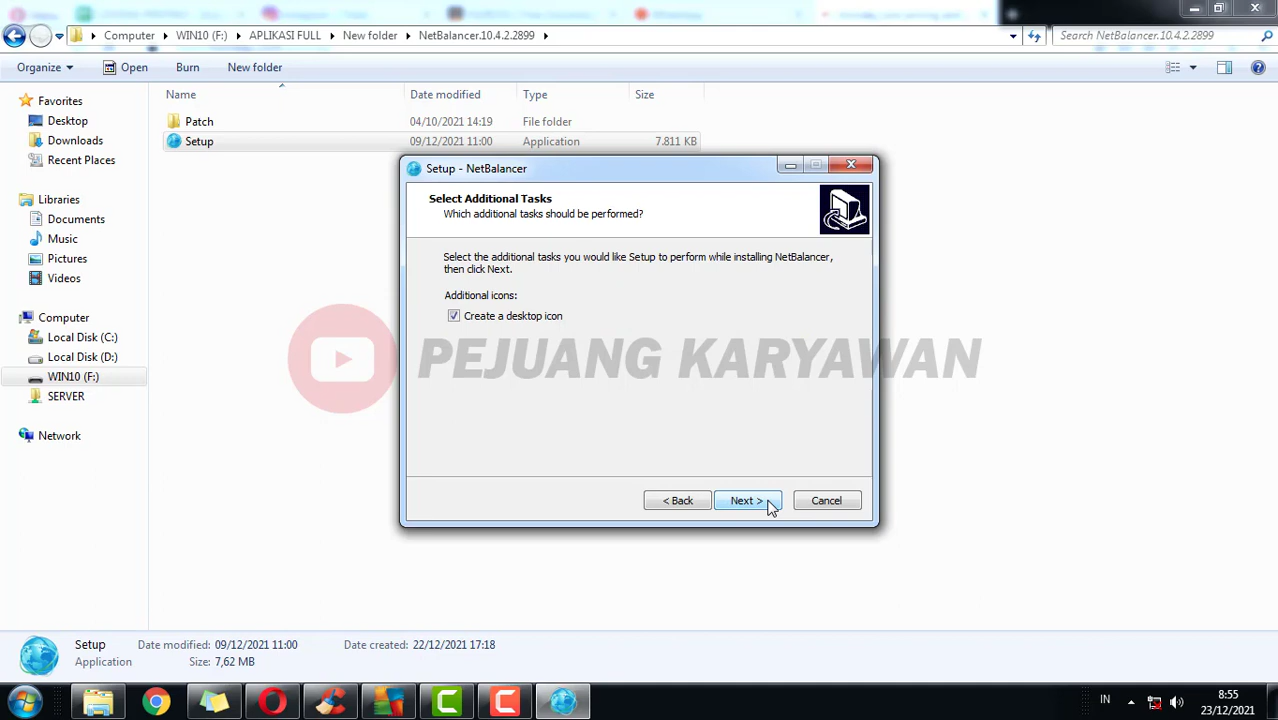 Computer
WIN10 (F:)
APLIKASI FULL
New folder
NetBalancer.10.4.2.2899
Search NetBalancer.10.4.2.2899
Organize
Open
Burn
New folder
Favorites
Desktop
Downloads
Recent Places
Libraries
Documents
Music
Pictures
Videos
Computer
Local Disk (C:)
Local Disk (D:)
WIN10 (F:)
SERVER
Network
Name Date modified Type Size
Patch 04/10/2021 14:19 File folder
Setup 09/12/2021 11:00 Application 7.811 KB
Setup - NetBalancer
Select Additional Tasks
Which additional tasks should be performed?
Select the additional tasks you would like Setup to perform while installing NetBalancer,
then click Next.
Additional icons:
Create a desktop icon
PEJUANG KARYAWAN
< Back
Next >
Cancel
Setup Date modified: 09/12/2021 11:00 Date created: 22/12/2021 17:18
Application Size: 7,62 MB
IN
8:55
23/12/2021